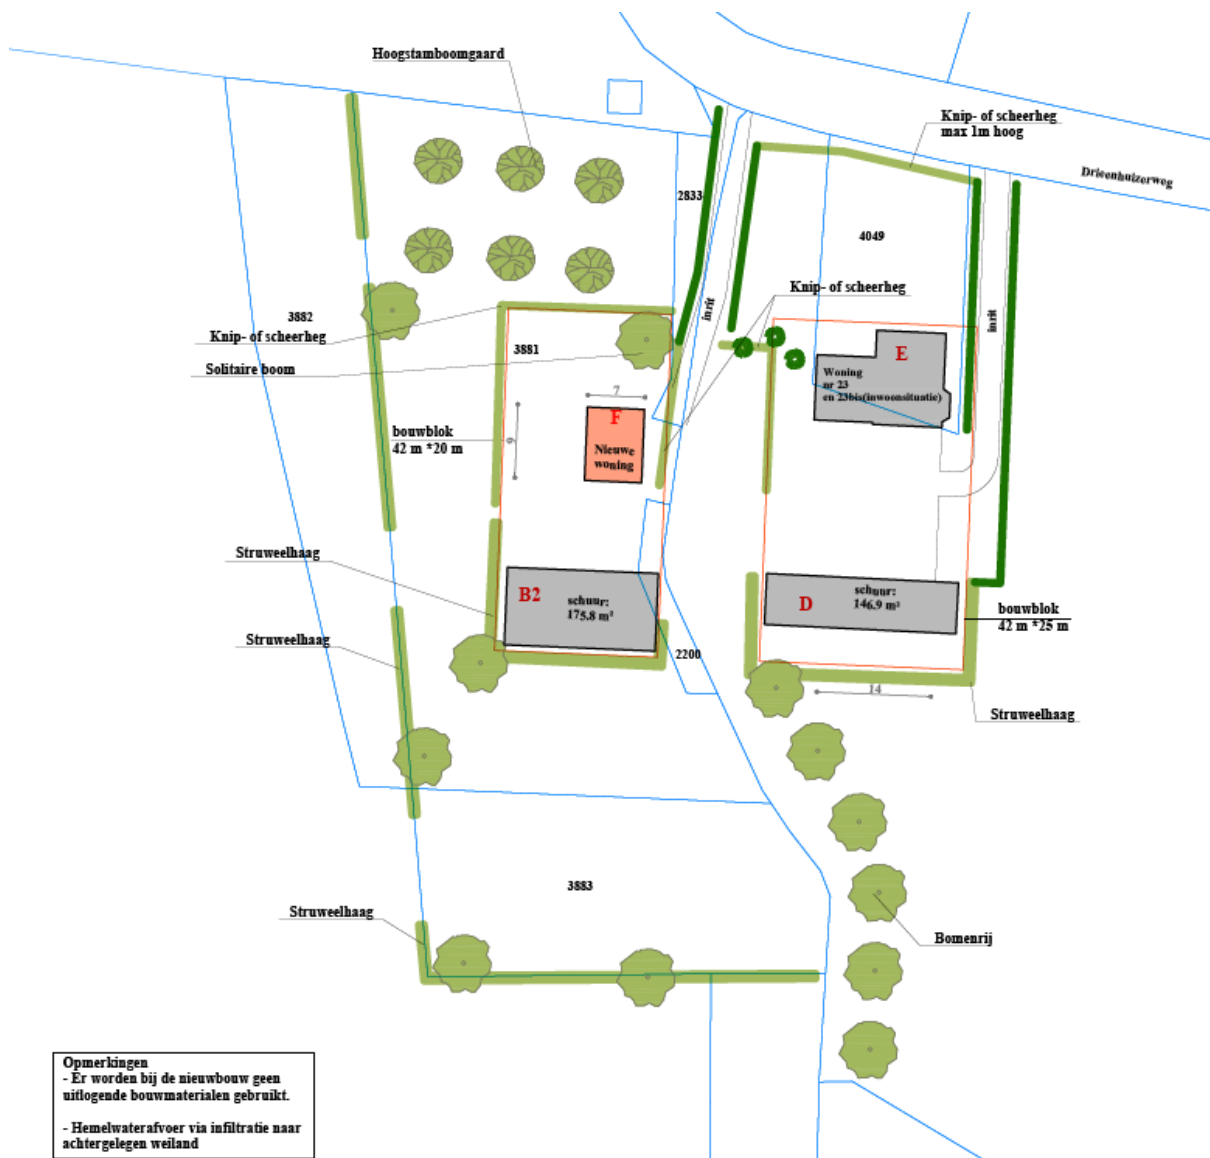 Hoogstamboomgaard
Knip- of scheerheg
max 1m hoog
Drieenhuizerweg
2833
4049
Knip- of scheerheg
inrit
inrit
3882
Knip- of scheerheg
3881
Solitaire boom
E
Woning
nr 23
en 23bis(inwoonsituatie)
7
F
Nieuwe
woning
9
bouwblok
42 m *20 m
Struweelhaag
B2
schuur:
175.8 m²
D
schuur:
146.9 m²
bouwblok
42 m *25 m
Struweelhaag
2200
14
Struweelhaag
3883
Struweelhaag
Bomenrij
Opmerkingen
- Er worden bij de nieuwbouw geen
uitlogende bouwmaterialen gebruikt.
- Hemelwaterafvoer via infiltratie naar
achtergelegen weiland